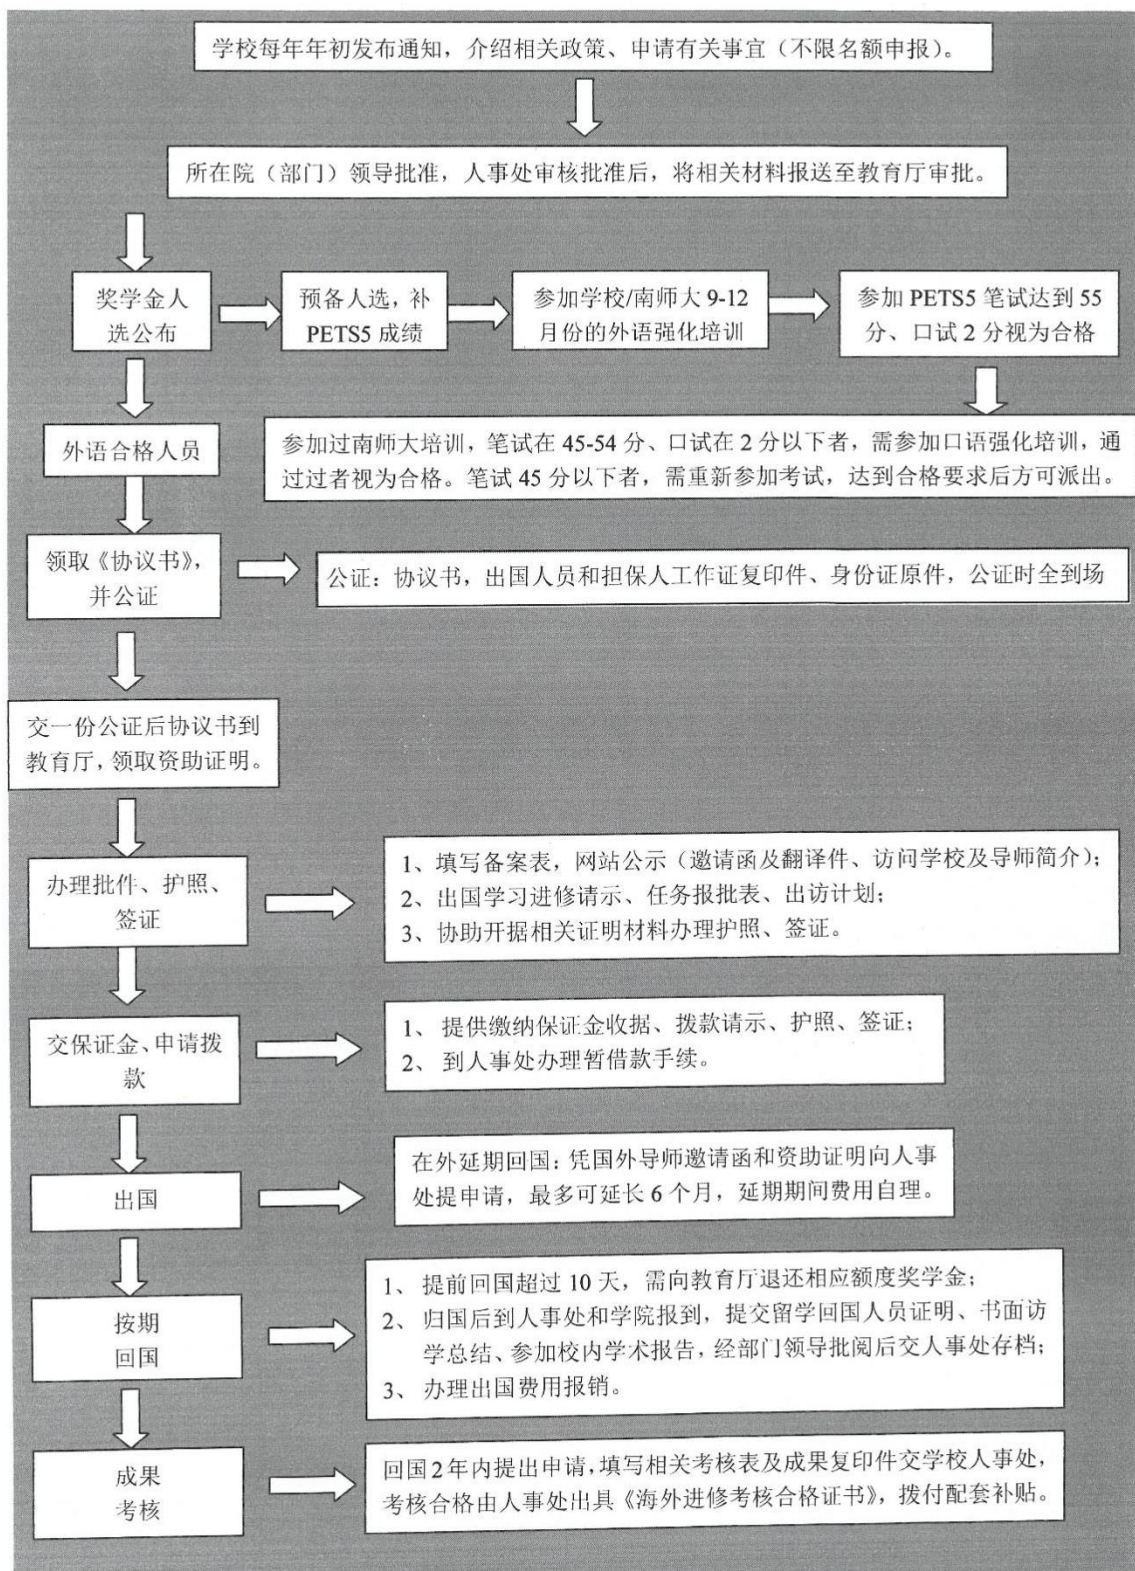 学校每年年初发布通知，介绍相关政策、申请有关事宜（不限名额申报）。
所在院（部门）领导批准，人事处审核批准后，将相关材料报送至教育厅审批。
奖学金人
选公布
预备人选，补
PETS5 成绩
参加学校/南师大 9-12
月份的外语强化培训
参加 PETS5 笔试达到 55
分、口试 2 分视为合格
外语合格人员
参加过南师大培训，笔试在 45-54 分、口试在 2 分以下者，需参加口语强化培训，通
过过者视为合格。笔试 45 分以下者，需重新参加考试，达到合格要求后方可派出。
领取《协议书》，
并公证
公证：协议书，出国人员和担保人工作证复印件、身份证原件，公证时全到场
交一份公证后协议书到
教育厅，领取资助证明。
办理批件、护照、
签证
1、填写备案表，网站公示（邀请函及翻译件、访问学校及导师简介）；
2、出国学习进修请示、任务报批表、出访计划；
3、协助开据相关证明材料办理护照、签证。
交保证金、申请拨
款
1、 提供缴纳保证金收据、拨款请示、护照、签证；
2、 到人事处办理暂借款手续。
出国
在外延期回国：凭国外导师邀请函和资助证明向人事
处提申请，最多可延长 6 个月，延期期间费用自理。
按期
回国
1、 提前回国超过 10 天，需向教育厅退还相应额度奖学金；
2、 归国后到人事处和学院报到，提交留学回国人员证明、书面访
学总结、参加校内学术报告，经部门领导批阅后交人事处存档；
3、 办理出国费用报销。
成果
考核
回国 2 年内提出申请，填写相关考核表及成果复印件交学校人事处，
考核合格由人事处出具《海外进修考核合格证书》，拨付配套补贴。